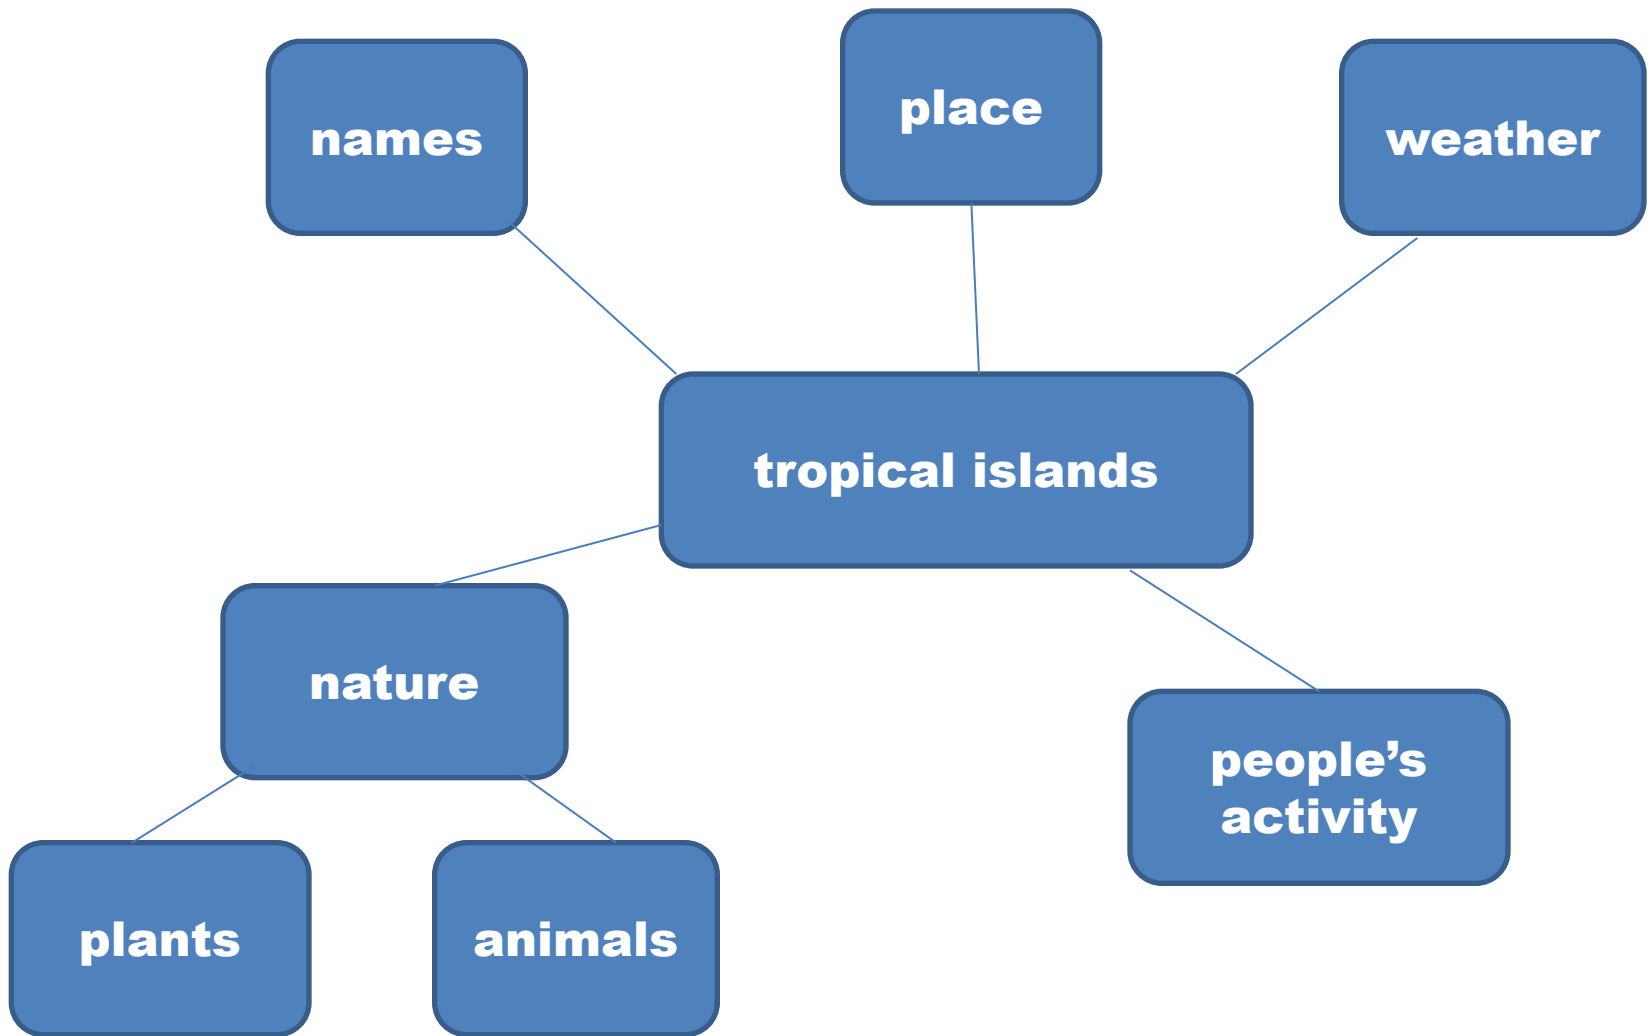 names
place
weather
tropical islands
nature
people’s
activity
plants
animals